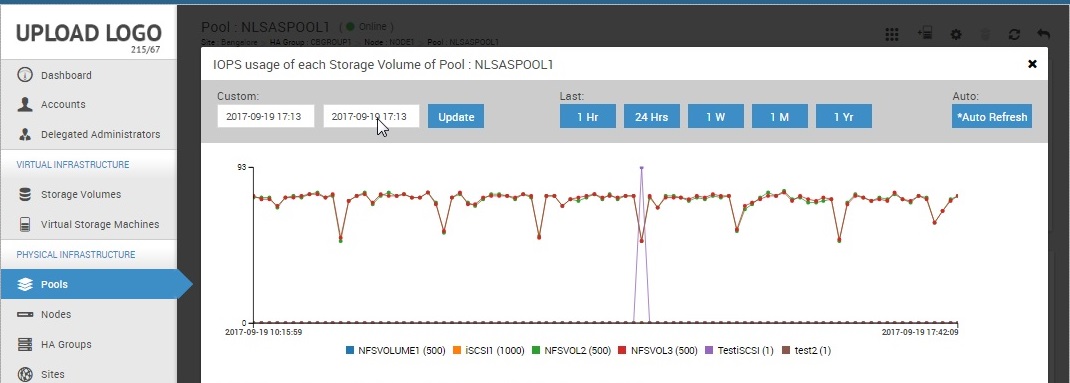 UPLOAD LOGO
215/67
Dashboard
Accounts
Delegated Administrators
VIRTUAL INFRASTRUCTURE
Storage Volumes
Virtual Storage Machines
PHYSICAL INFRASTRUCTURE
Pools
Nodes
HA Groups
Sites
Pool : NLSASPOOL1 ( Online )
Site : Bangalore HA Group : CBGROUP1 Node : NODE1 Pool : NLSASPOOL1
IOPS usage of each Storage Volume of Pool : NLSASPOOL1
Custom: Last: Auto:
2017-09-19 17:13 2017-09-19 17:13 Update 1 Hr 24 Hrs 1 W 1 M 1 Yr *Auto Refresh
93
0
2017-09-19 10:15:59 2017-09-19 17:42:09
NFSVOLUME1 (500) iSCSI1 (1000) NFSVOL2 (500) NFSVOL3 (500) TestiSCSI (1) test2 (1)